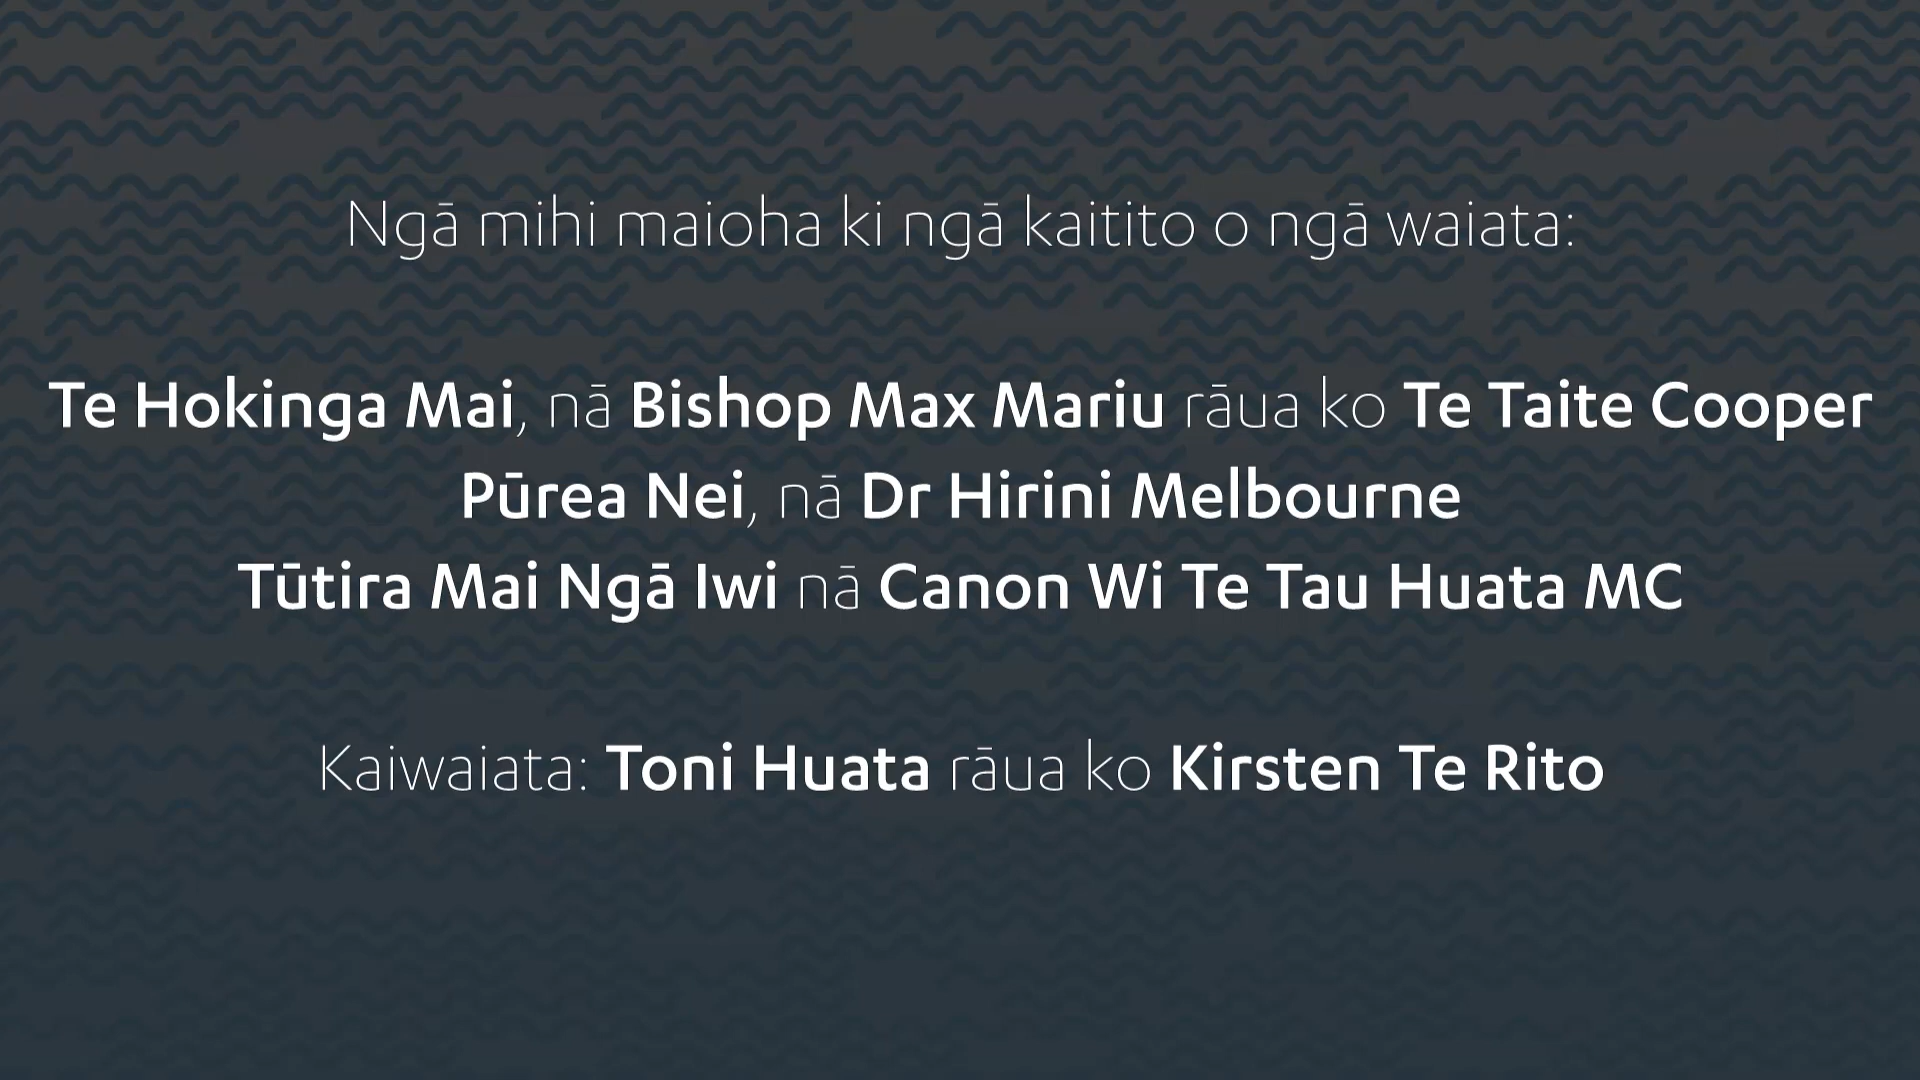 Ngā mihi maioha ki ngā kaitito o ngā waiata:
Te Hokinga Mai, nā Bishop Max Mariu rāua ko Te Taite Cooper
Pūrea Nei, nā Dr Hirini Melbourne
Tūtira Mai Ngā Iwi nā Canon Wi Te Tau Huata MC
Kaiwaiata: Toni Huata rāua ko Kirsten Te Rito